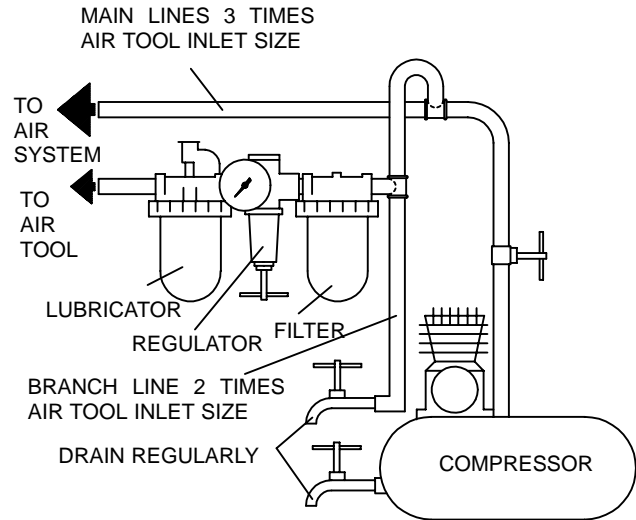 MAIN LINES 3 TIMES
AIR TOOL INLET SIZE
TO
AIR
SYSTEM
TO
AIR
TOOL
LUBRICATOR
REGULATOR
FILTER
BRANCH LINE 2 TIMES
AIR TOOL INLET SIZE
DRAIN REGULARLY
COMPRESSOR